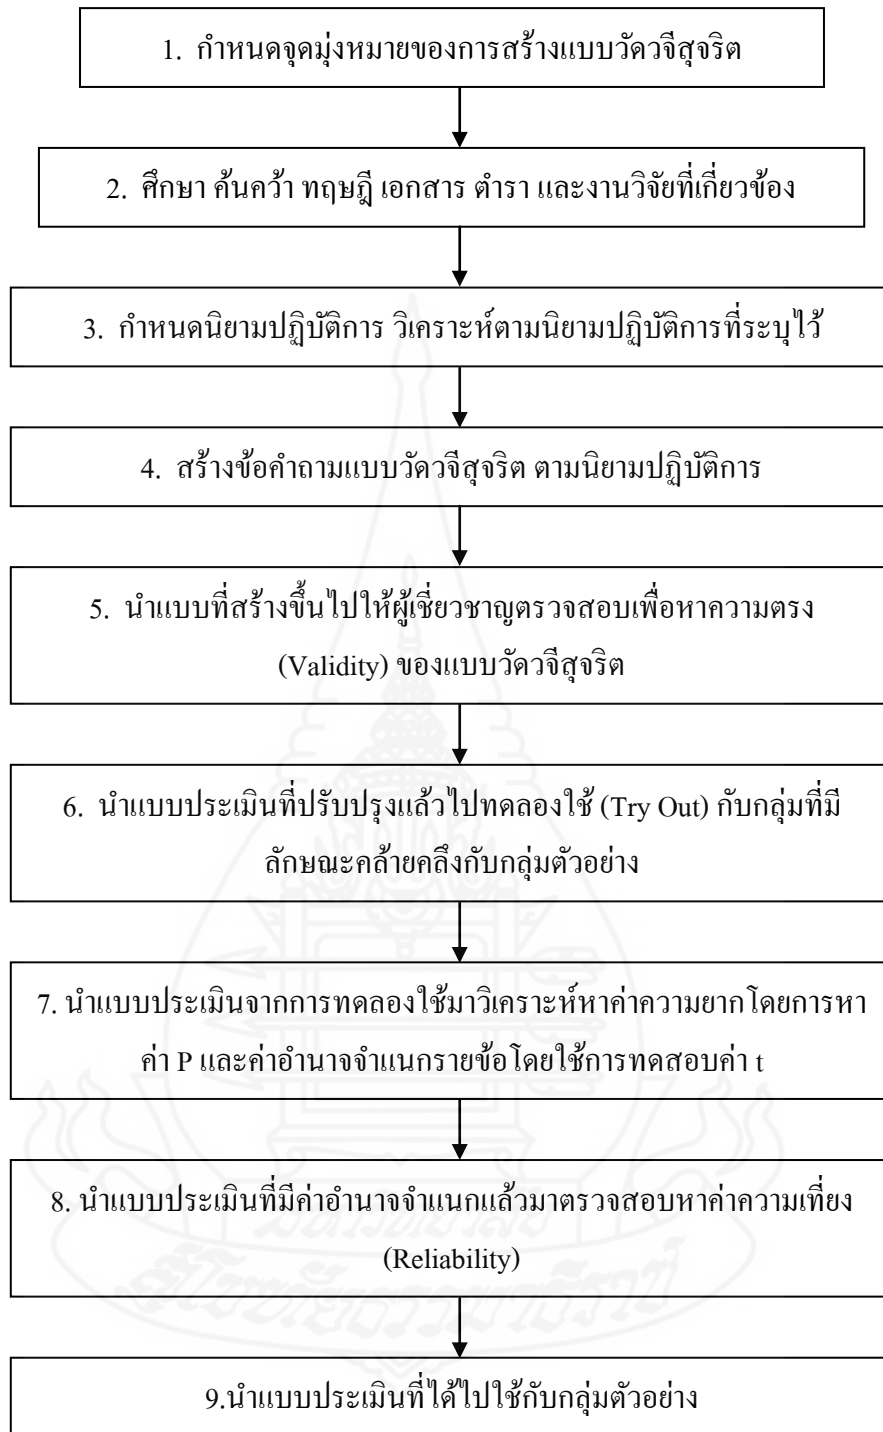 1. กำหนดจุดมุ่งหมายของการสร้างแบบวัดวจีสุจริต
2. ศึกษา ค้นคว้า ทฤษฎี เอกสาร ตำรา และงานวิจัยที่เกี่ยวข้อง
3. กำหนดนิยามปฏิบัติการ วิเคราะห์ตามนิยามปฏิบัติการที่ระบุไว้
4. สร้างข้อคำถามแบบวัดวจีสุจริต ตามนิยามปฏิบัติการ
5. นำแบบที่สร้างขึ้นไปให้ผู้เชี่ยวชาญตรวจสอบเพื่อหาความตรง
(Validity) ของแบบวัดวจีสุจริต
6. นำแบบประเมินที่ปรับปรุงแล้วไปทดลองใช้ (Try Out) กับกลุ่มที่มี
ลักษณะคล้ายคลึงกับกลุ่มตัวอย่าง
7. นำแบบประเมินจากการทดลองใช้มาวิเคราะห์หาค่าความยากโดยการหา
ค่า P และค่าอำนาจจำแนกรายข้อโดยใช้การทดสอบค่า t
8. นำแบบประเมินที่มีค่าอำนาจจำแนกแล้วมาตรวจสอบหาค่าความเที่ยง
(Reliability)
มหาวิทยาลัย
สุโขทัยธรรมาธิราช
9.นำแบบประเมินที่ได้ไปใช้กับกลุ่มตัวอย่าง